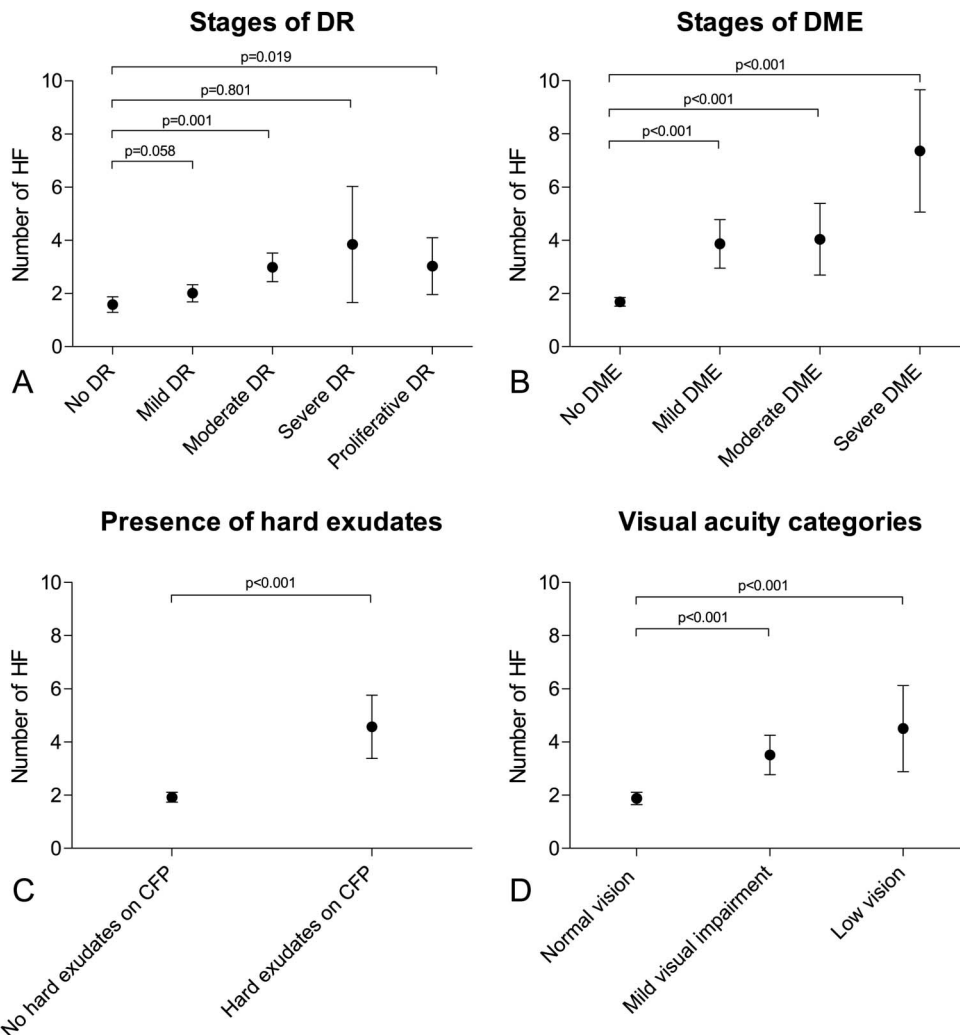 Stages of DR
p=0.019
p=0.801
p=0.001
p=0.058
Number of HF
10
8
6
4
2
0
No DR
Mild DR
Moderate DR
Severe DR
Proliferative DR
A
Stages of DME
p<0.001
p<0.001
p<0.001
Number of HF
10
8
6
4
2
0
No DME
Mild DME
Moderate DME
Severe DME
B
Presence of hard exudates
p<0.001
Number of HF
10
8
6
4
2
0
No hard exudates on CFP
Hard exudates on CFP
C
Visual acuity categories
p<0.001
p<0.001
Number of HF
10
8
6
4
2
0
Normal vision
Mild visual impairment
Low vision
D